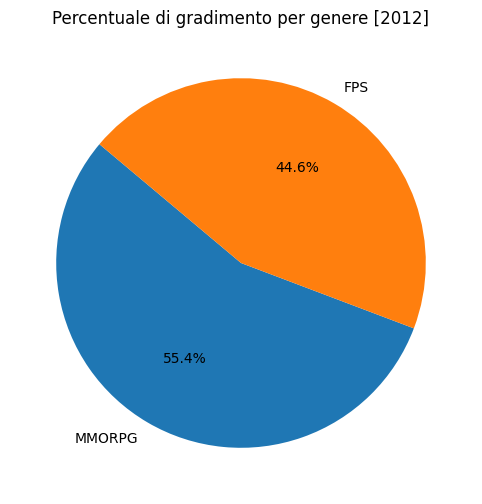 Percentuale di gradimento per genere [2012]
FPS
44.6%
55.4%
MMORPG